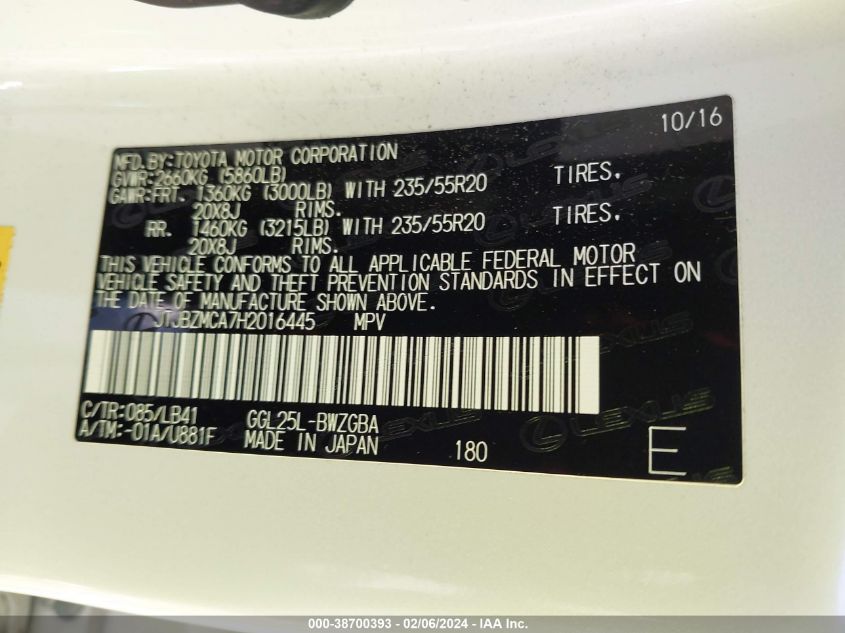 10/16
MFD.BY:TOYOTA MOTOR CORPORATION
GVWR:2660KG (5860LB)
GAWR:FRT. 1360KG (3000LB) WITH 235/55R20 TIRES,
20X8J RIMS.
RR. 1460KG (3215LB) WITH 235/55R20 TIRES,
20X8J RIMS.
THIS VEHICLE CONFORMS TO ALL APPLICABLE FEDERAL MOTOR
VEHICLE SAFETY AND THEFT PREVENTION STANDARDS IN EFFECT ON
THE DATE OF MANUFACTURE SHOWN ABOVE.
JTJBZMCA7H2016445 MPV
C/TR:085/LB41 GGL25L-BWZGBA
A/TM:-01A/U881F MADE IN JAPAN 180 E
LEXUS
000-38700393 - 02/06/2024 - IAA Inc.